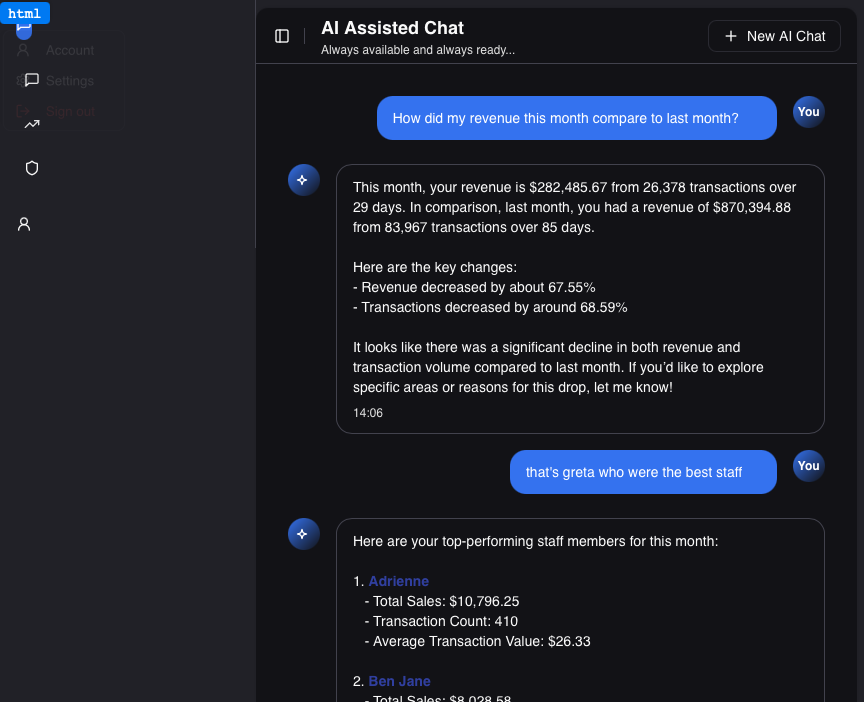 html
Account
Settings
Sign out
AI Assisted Chat
Always available and always ready...
New AI Chat
How did my revenue this month compare to last month?
You
This month, your revenue is $282,485.67 from 26,378 transactions over
29 days. In comparison, last month, you had a revenue of $870,394.88
from 83,967 transactions over 85 days.
Here are the key changes:
- Revenue decreased by about 67.55%
- Transactions decreased by around 68.59%
It looks like there was a significant decline in both revenue and
transaction volume compared to last month. If you'd like to explore
specific areas or reasons for this drop, let me know!
14:06
that's greta who were the best staff
You
Here are your top-performing staff members for this month:
1. Adrienne
- Total Sales: $10,796.25
- Transaction Count: 410
- Average Transaction Value: $26.33
2. Ben Jane
- Total Sales: $8,028.58